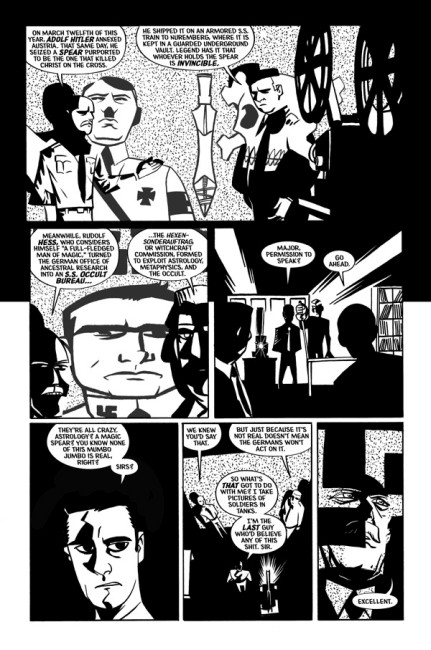 ON MARCH TWELFTH OF THIS
YEAR, ADOLF HITLER ANNEXED
AUSTRIA. THAT SAME DAY, HE
SEIZED A SPEAR PURPORTED
TO BE THE ONE THAT KILLED
CHRIST ON THE CROSS.
HE SHIPPED IT ON AN ARMORED S.S.
TRAIN TO NUREMBERG, WHERE IT IS
KEPT IN A GUARDED UNDERGROUND
VAULT. LEGEND HAS IT THAT
WHOEVER HOLDS THE SPEAR
IS INVINCIBLE.
MEANWHILE, RUDOLF
HESS, WHO CONSIDERS
HIMSELF "A FULL-FLEDGED
MAN OF MAGIC," TURNED
THE GERMAN OFFICE OF
ANCESTRAL RESEARCH
INTO AN S.S. OCCULT
BUREAU...
...THE HEXEN-
SONDERAUFTRAG,
OR WITCHCRAFT
COMMISSION, FORMED
TO EXPLOIT ASTROLOGY,
METAPHYSICS, AND
THE OCCULT.
MAJOR,
PERMISSION TO
SPEAK?
GO
AHEAD.
THEY'RE ALL CRAZY.
ASTROLOGY? A MAGIC
SPEAR? YOU KNOW NONE
OF THIS MUMBO
JUMBO IS REAL,
RIGHT?
SIRS?
WE KNEW
YOU'D SAY
THAT.
BUT JUST BECAUSE IT'S
NOT REAL DOESN'T MEAN
THE GERMANS WON'T
ACT ON IT.
SO WHAT'S
THAT GOT TO DO
WITH ME? I TAKE
PICTURES OF
SOLDIERS IN
TANKS.
I'M THE
LAST GUY
WHO'D BELIEVE
ANY OF THIS
SHIT. SIR.
EXCELLENT.